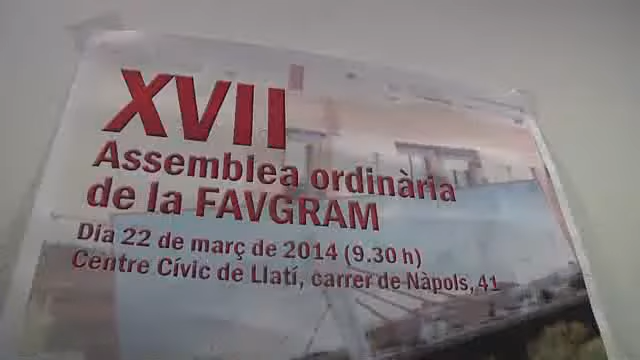 XVII
Assemblea ordinària
de la FAVGRAM
Dia 22 de març de 2014 (9.30 h)
Centre Cívic de Llatí, carrer de Nàpols, 41